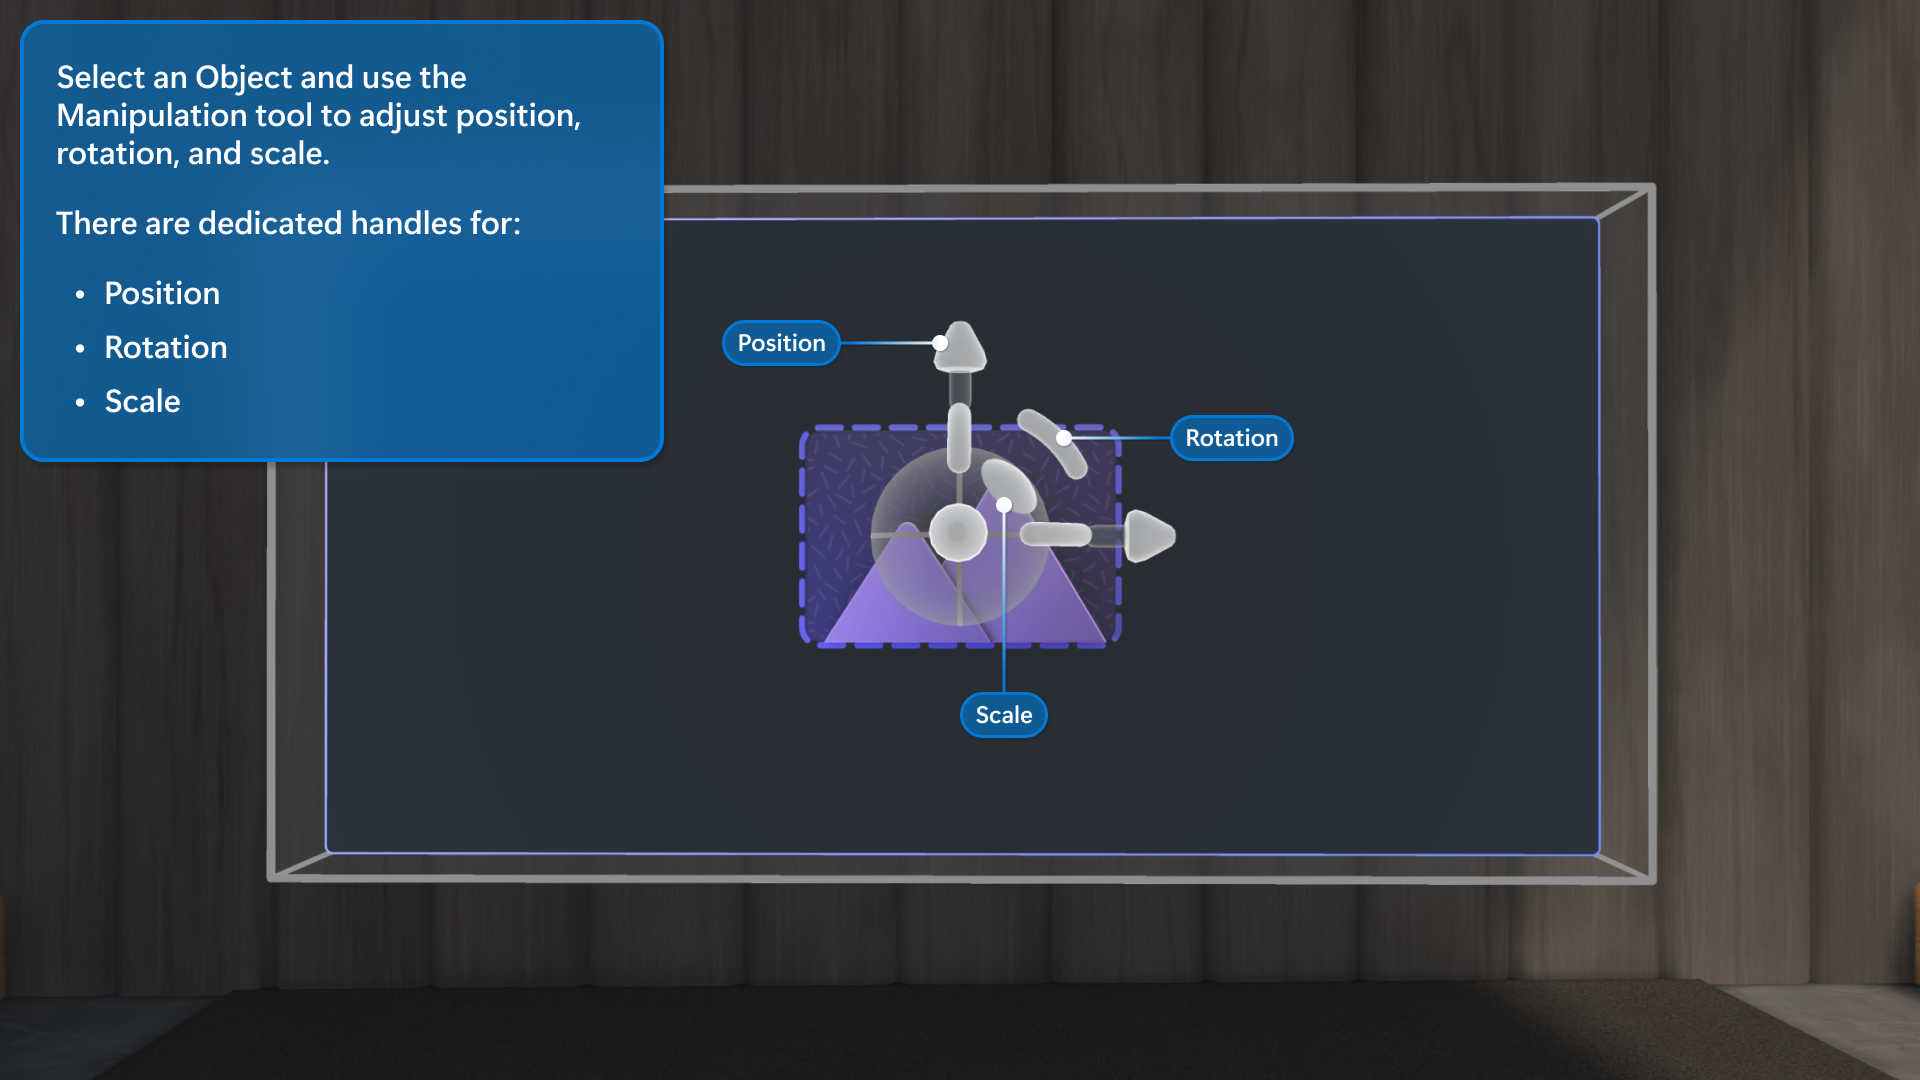 Select an Object and use the
Manipulation tool to adjust position,
rotation, and scale.
There are dedicated handles for:
• Position
• Rotation
• Scale
Position
Rotation
Scale